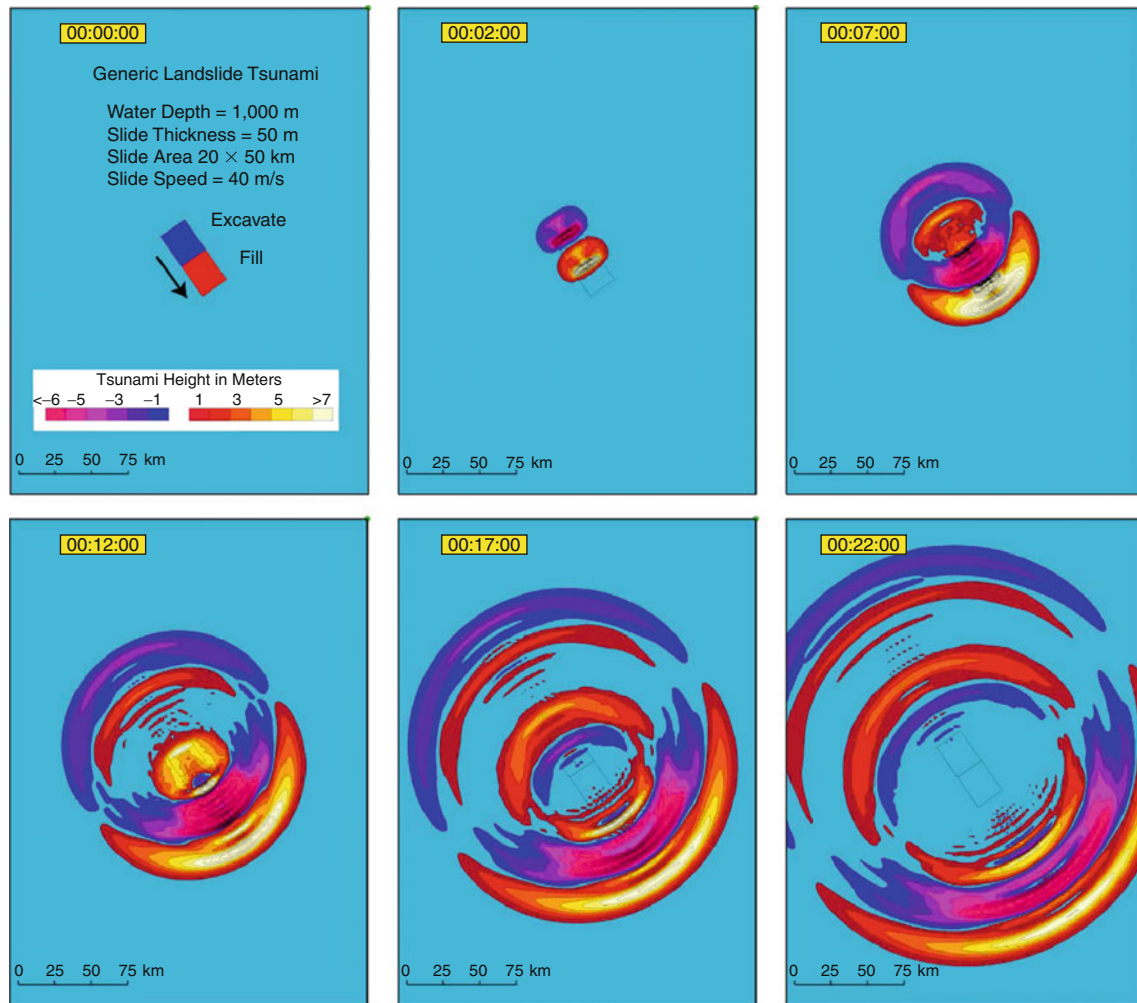 00:00:00
Generic Landslide Tsunami
Water Depth = 1,000 m
Slide Thickness = 50 m
Slide Area 20 × 50 km
Slide Speed = 40 m/s
Excavate
Fill
Tsunami Height in Meters
<–6 –5 –3 –1 1 3 5 >7
0 25 50 75 km
00:02:00
0 25 50 75 km
00:07:00
0 25 50 75 km
00:12:00
0 25 50 75 km
00:17:00
0 25 50 75 km
00:22:00
0 25 50 75 km